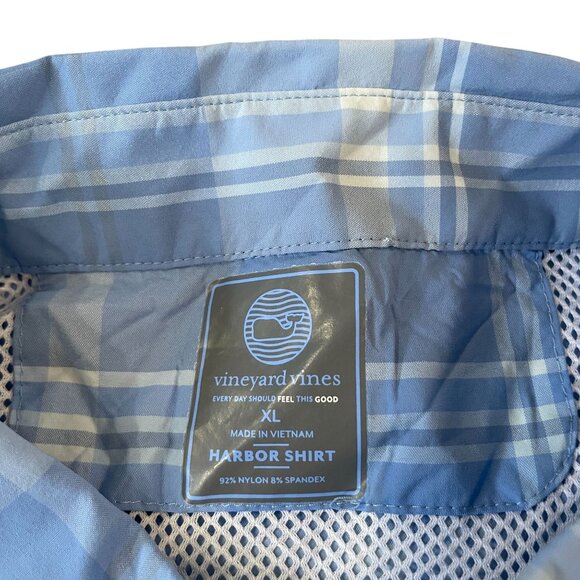 vineyard vines
EVERY DAY SHOULD FEEL THIS GOOD
XL
MADE IN VIETNAM
HARBOR SHIRT
92% NYLON 8% SPANDEX